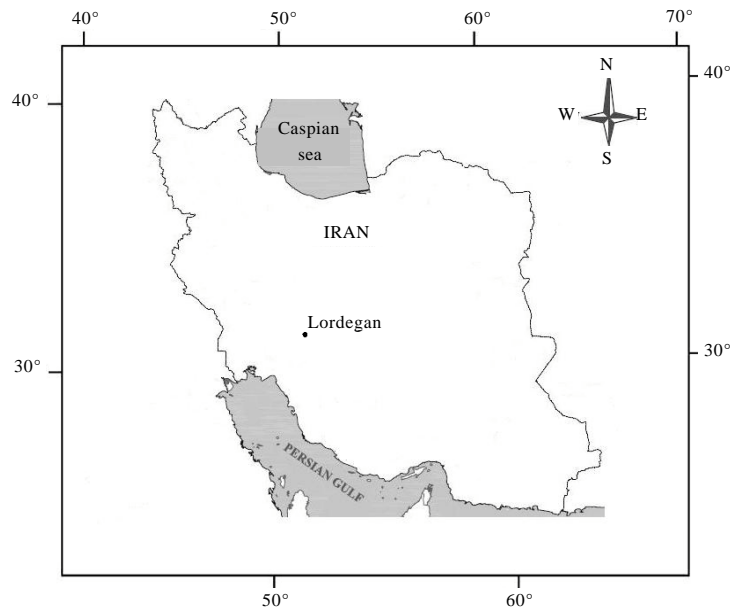 40°
50°
60°
70°
N
40°
40°
Caspian
sea
W
E
S
IRAN
Lordegan
30°
30°
PERSIAN GULF
50°
60°